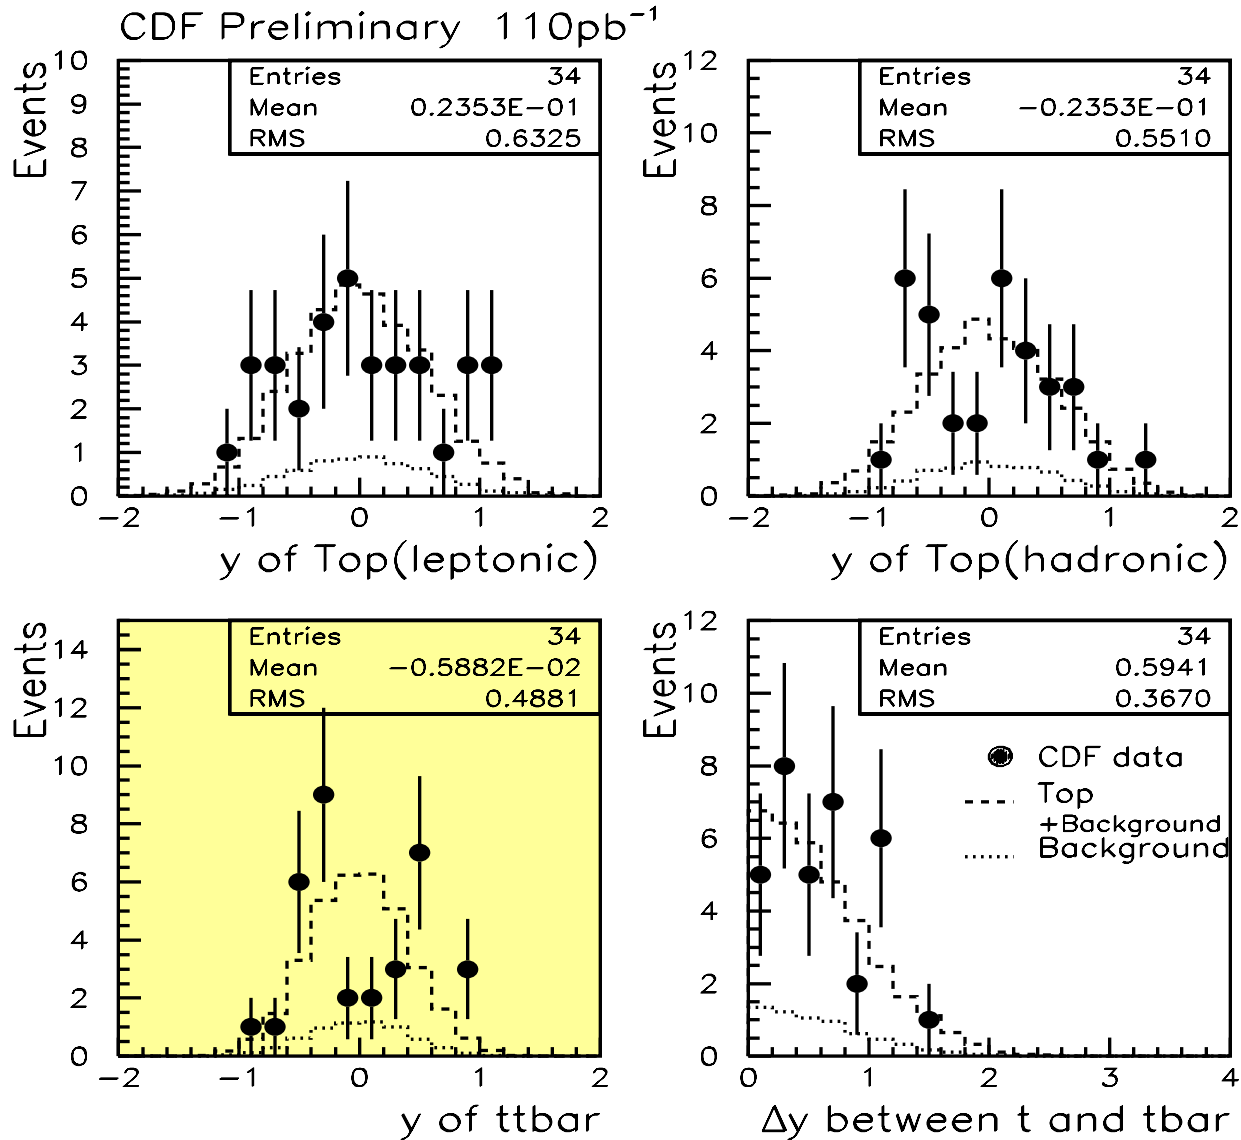 CDF Preliminary 110pb−1
Events
10
9
8
7
6
5
4
3
2
1
0
Entries 34
Mean 0.2353E−01
RMS 0.6325
−2 −1 0 1 2
y of Top(leptonic)
Events
12
10
8
6
4
2
0
Entries 34
Mean −0.2353E−01
RMS 0.5510
−2 −1 0 1 2
y of Top(hadronic)
Events
14
12
10
8
6
4
2
0
Entries 34
Mean −0.5882E−02
RMS 0.4881
−2 −1 0 1 2
y of ttbar
Events
12
10
8
6
4
2
0
Entries 34
Mean 0.5941
RMS 0.3670
CDF data
Top
+Background
Background
0 1 2 3 4
Δy between t and tbar